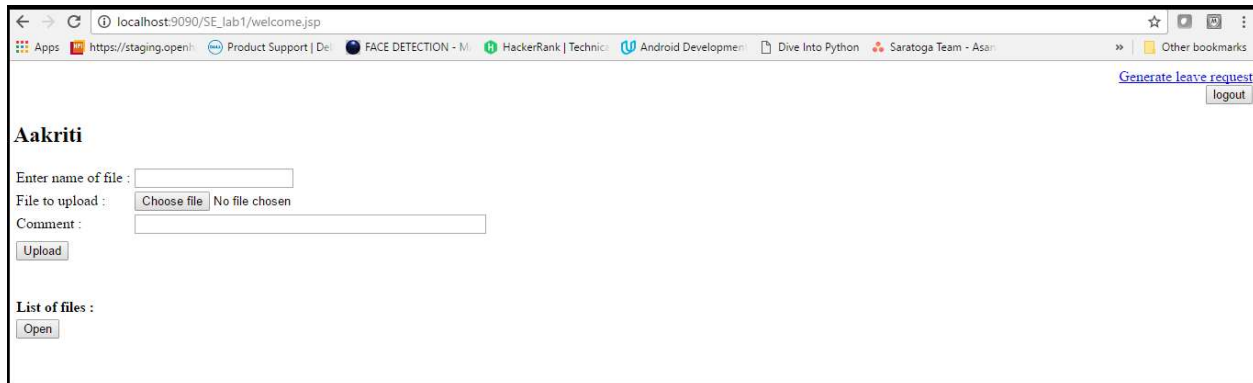 localhost:9090/SE_lab1/welcome.jsp
Apps https://staging.openh Product Support | Del FACE DETECTION - M HackerRank | Technica Android Developmen Dive Into Python Saratoga Team - Asan » Other bookmarks
Generate leave request
logout
Aakriti
Enter name of file :
File to upload : Choose file No file chosen
Comment :
Upload
List of files :
Open